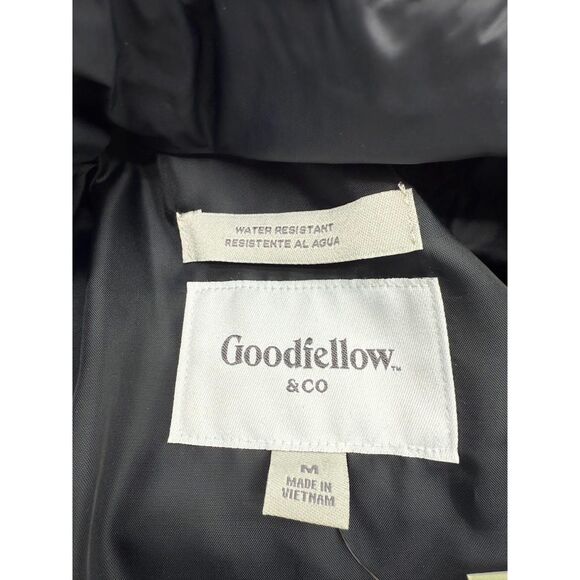 WATER RESISTANT
RESISTENTE AL AGUA
Goodfellow™
&CO
M
MADE IN
VIETNAM